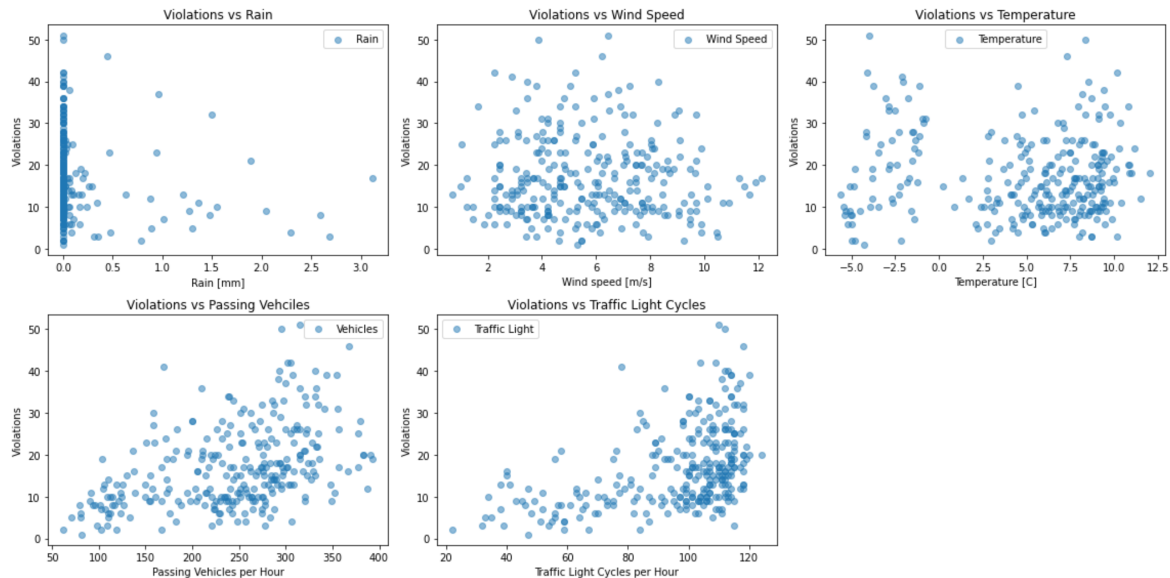 Violations vs Rain
Violations vs Wind Speed
Violations vs Temperature
Rain
Wind Speed
Temperature
50
40
30
20
10
0
Violations
0.0 0.5 1.0 1.5 2.0 2.5 3.0
Rain [mm]
50
40
30
20
10
0
Violations
2 4 6 8 10 12
Wind speed [m/s]
50
40
30
20
10
0
Violations
−5.0 −2.5 0.0 2.5 5.0 7.5 10.0 12.5
Temperature [C]
Violations vs Passing Vehciles
Violations vs Traffic Light Cycles
Vehicles
Traffic Light
50
40
30
20
10
0
Violations
50 100 150 200 250 300 350 400
Passing Vehicles per Hour
50
40
30
20
10
0
Violations
20 40 60 80 100 120
Traffic Light Cycles per Hour